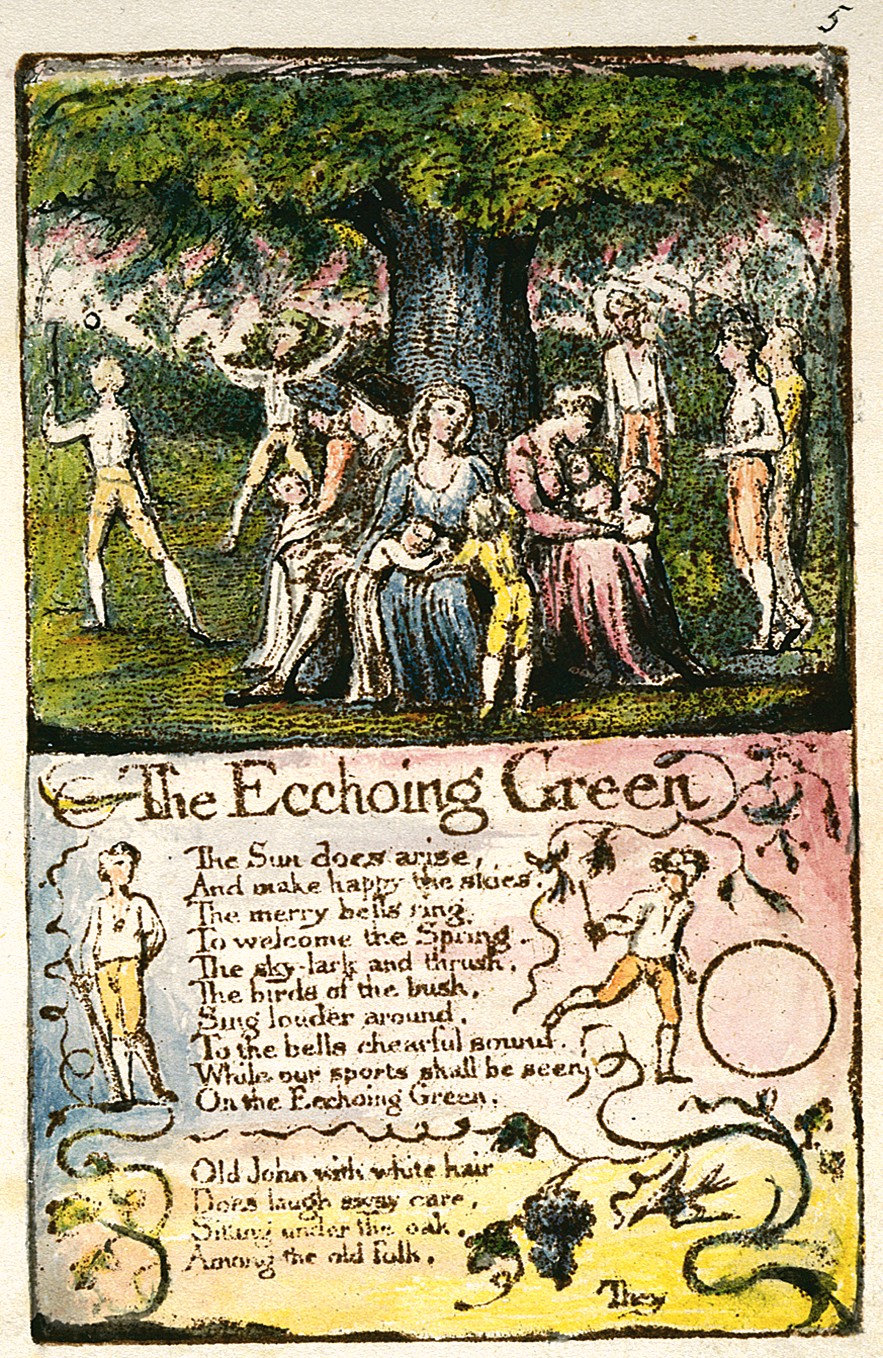 5
The Ecchoing Green
The Sun does arise,
And make happy the skies.
The merry bells ring.
To welcome the Spring.
The sky-lark and thrush,
The birds of the bush,
Sing louder around,
To the bells chearful sound.
While our sports shall be seen,
On the Ecchoing Green.
Old John with white hair
Does laugh away care,
Sitting under the oak,
Among the old folk,
They